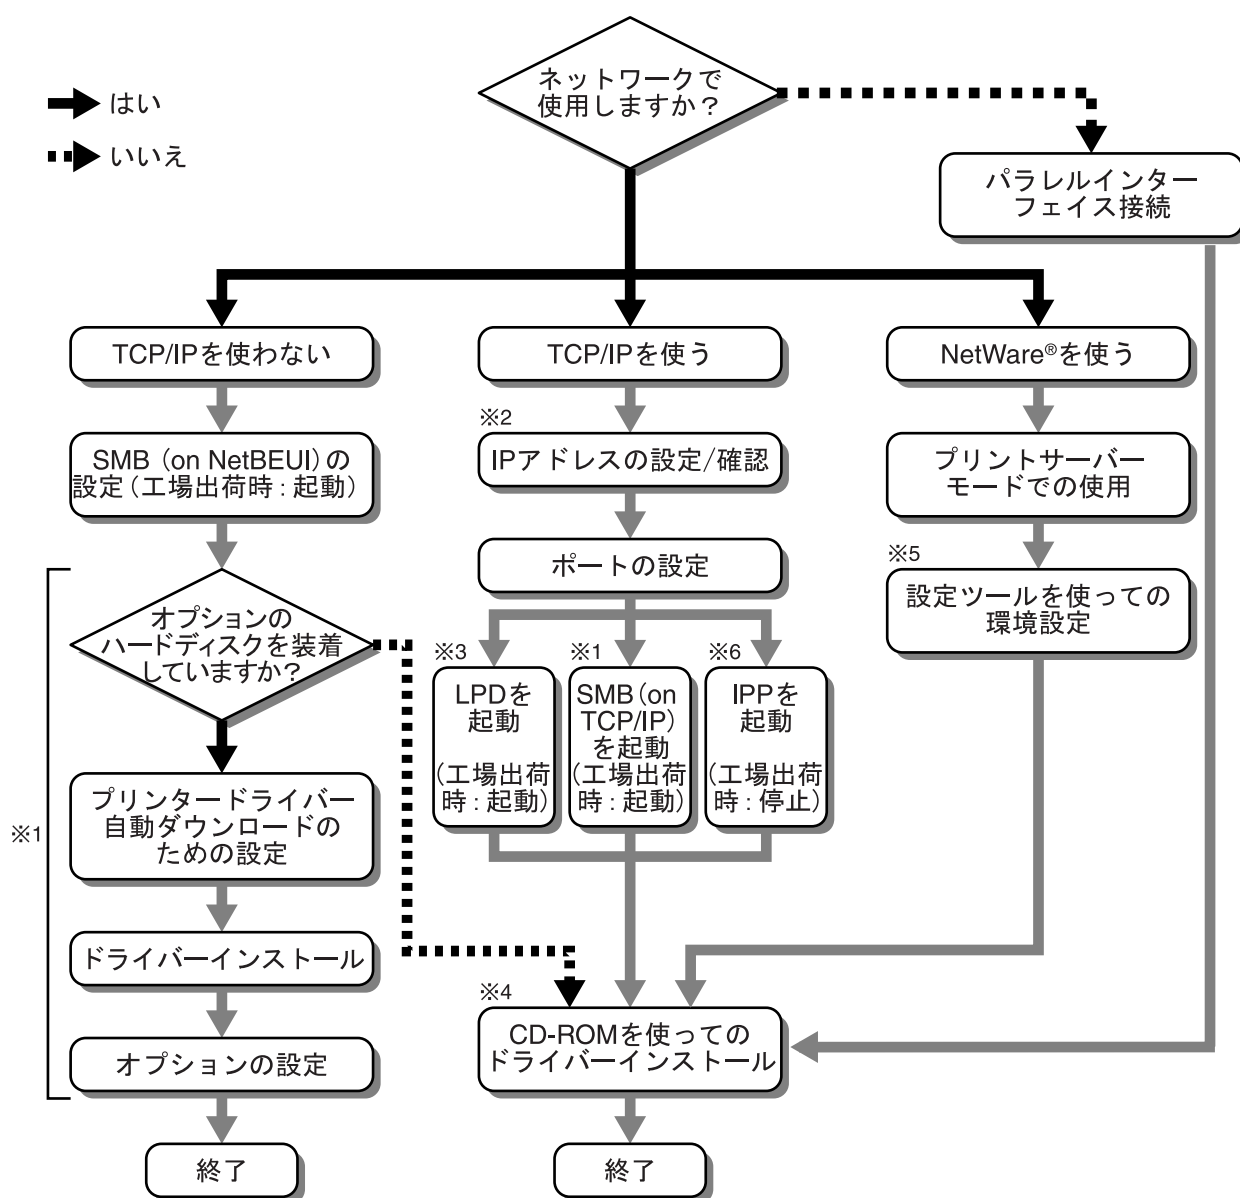 ネットワークで
使用しますか？
はい
いいえ
パラレルインター
フェイス接続
TCP/IPを使わない
TCP/IPを使う
NetWare®を使う
※2
SMB（on NetBEUI）の
設定（工場出荷時：起動）
IPアドレスの設定/確認
プリントサーバー
モードでの使用
ポートの設定
※5
設定ツールを使っての
環境設定
オプションの
ハードディスクを装着
していますか？
※3
LPDを
起動
（工場出荷
時：起動）
※1
SMB（on
TCP/IP）
を起動
（工場出荷
時：起動）
※6
IPPを
起動
（工場出荷
時：停止）
※1
プリンタードライバー
自動ダウンロードの
ための設定
ドライバーインストール
オプションの設定
終了
※4
CD-ROMを使っての
ドライバーインストール
終了